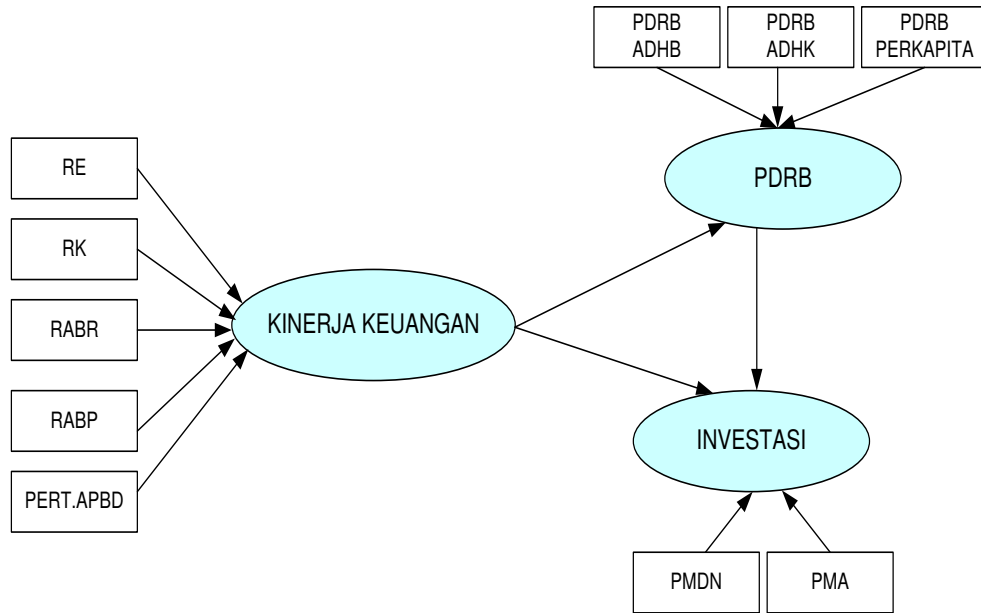 PDRB
ADHB
PDRB
ADHK
PDRB
PERKAPITA
RE
PDRB
RK
RABR
KINERJA KEUANGAN
RABP
INVESTASI
PERT.APBD
PMDN
PMA